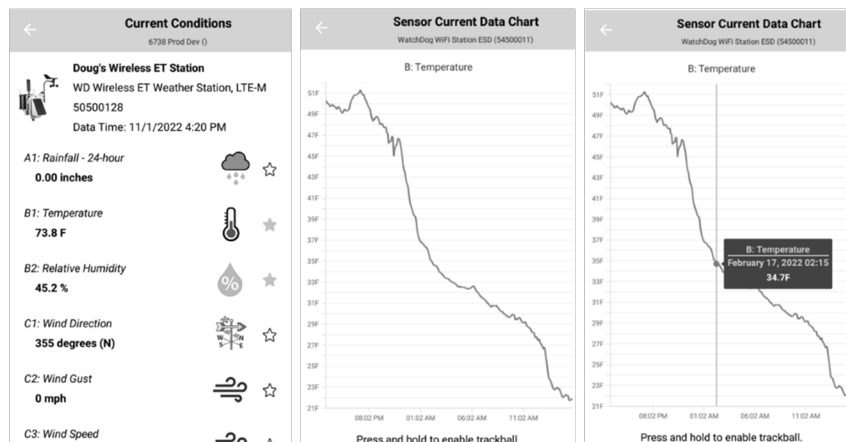 Current Conditions
6738 Prod Dev ()
Doug's Wireless ET Station
WD Wireless ET Weather Station, LTE-M
50500128
Data Time: 11/1/2022 4:20 PM
A1: Rainfall - 24-hour
0.00 inches
B1: Temperature
73.8 F
B2: Relative Humidity
45.2 %
%
C1: Wind Direction
355 degrees (N)
W N
S E
C2: Wind Gust
0 mph
C3: Wind Speed
Sensor Current Data Chart
WatchDog WiFi Station ESD (54500011)
B: Temperature
51F
49F
47F
45F
43F
41F
39F
37F
35F
33F
31F
29F
27F
25F
23F
21F
08:02 PM 01:02 AM 06:02 AM 11:02 AM
Press and hold to enable trackball.
Sensor Current Data Chart
WatchDog WiFi Station ESD (54500011)
B: Temperature
51F
49F
47F
45F
43F
41F
39F
37F
35F
33F
31F
29F
27F
25F
23F
21F
B: Temperature
February 17, 2022 02:15
34.7F
08:02 PM 01:02 AM 06:02 AM 11:02 AM
Press and hold to enable trackball.